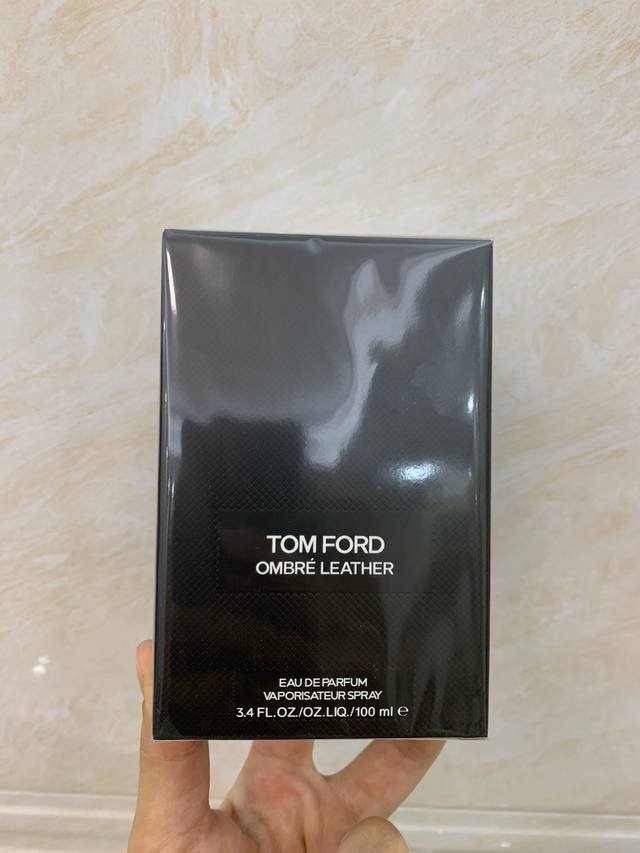 TOM FORD
OMBRÉ LEATHER
EAU DE PARFUM
VAPORISATEUR SPRAY
3.4 FL.OZ./OZ.LIQ./100 ml ℮